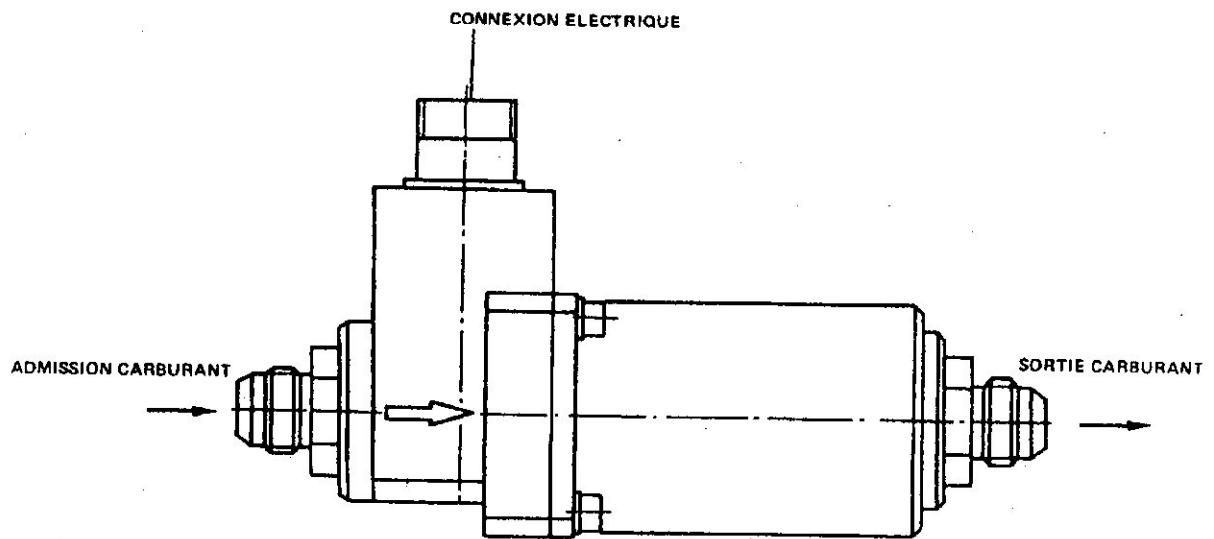 CONNEXION ELECTRIQUE
ADMISSION CARBURANT
SORTIE CARBURANT